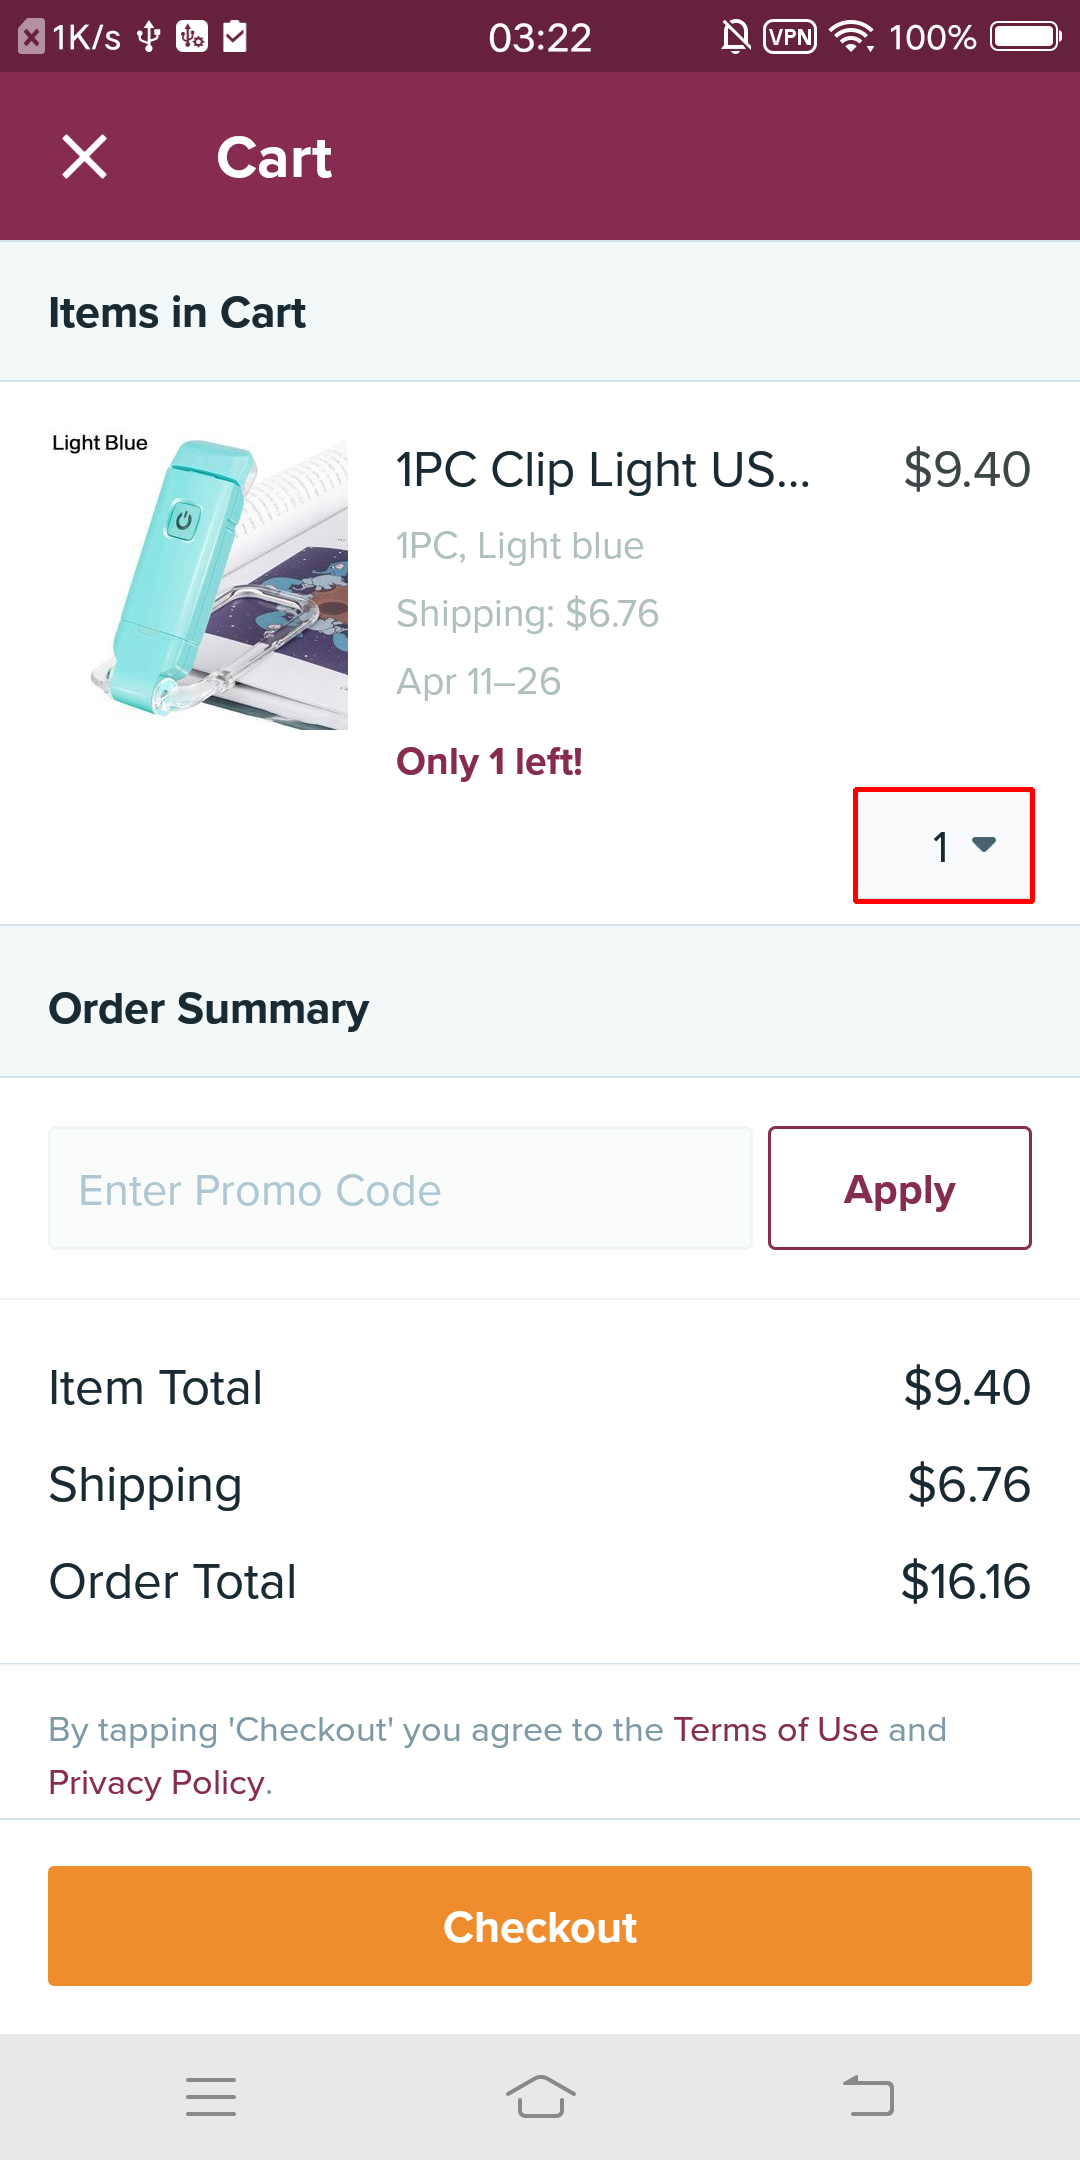 1K/s
03:22
VPN
100%
Cart
Items in Cart
Light Blue
1PC Clip Light US...
$9.40
1PC, Light blue
Shipping: $6.76
Apr 11–26
Only 1 left!
1
Order Summary
Enter Promo Code
Apply
Item Total
$9.40
Shipping
$6.76
Order Total
$16.16
By tapping 'Checkout' you agree to the Terms of Use and
Privacy Policy.
Checkout